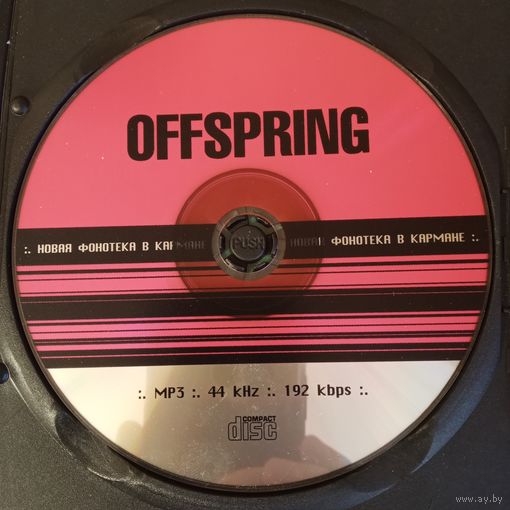 OFFSPRING
:. НОВАЯ ФОНОТЕКА В КАРМАНЕ НОВАЯ ФОНОТЕКА В КАРМАНЕ :.
PUSH
:. MP3 :. 44 kHz :. 192 kbps :.
COMPACT
disc
www.ay.by